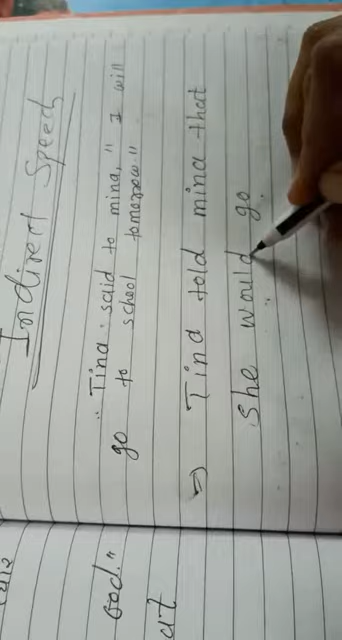 Indirect Speech
"Tina said to mina, "I will
go to school tomorrow."
→ Tina told mina that
she would go.
God."
at